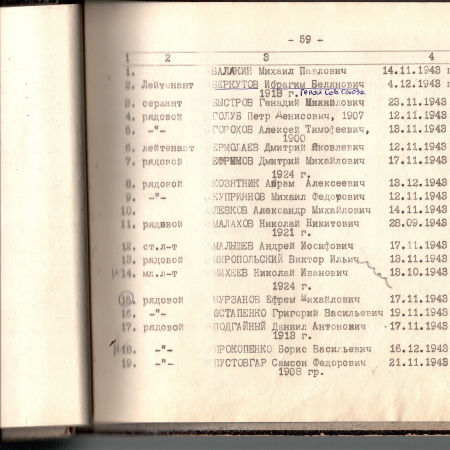 - 59 -
1 2 3 4
1. БАЛАКИН Михаил Павлович 14.11.1943
2. Лейтенант БЕРКУТОВ Ибрагим Белянович 4.12.1943
1918 г. Герой Сов. Союза.
3. сержант БЫСТРОВ Генадий Михайлович 23.11.1943
4. рядовой ГОЛУБ Петр Денисович, 1907 12.11.1943
5. -"- ГОРОХОВ Алексей Тимофеевич, 13.11.1943
1900
6. лейтенант ЕРМОЛАЕВ Дмитрий Яковлевич 12.11.1943
7. рядовой Дмитрий Михайлович 17.11.1943
1924 г.
8. рядовой КОЗЯТНИК Абрам Алексеевич 13.12.1943
9. -"- КУПРИЯНОВ Михаил Федорович 12.11.1943
10. ЛЕВКОВ Александр Михайлович 14.11.1943
11. рядовой МАЛАХОВ Николай Никитович 28.09.1943
1921 г.
12. ст.л-т МАЛЫШЕВ Андрей Иосифович 17.11.1943
13. рядовой МИРОПОЛЬСКИЙ Виктор Ильич 13.11.1943
14. мл.л-т МИХЕЕВ Николай Иванович 13.10.1943
1924 г.
15. рядовой МУРЗАНОВ Ефрем Михайлович 17.11.1943
16. -"- ОСТАПЕНКО Григорий Васильевич 19.11.1943
17. рядовой ПОДГАЙНЫЙ Даниил Антонович 17.11.1943
1913 г.
18. -"- ПРОКОПЕНКО Борис Васильевич 16.12.1943
19. -"- ПУСТОВГАР Самсон Федорович 21.11.1943
1908 гр.